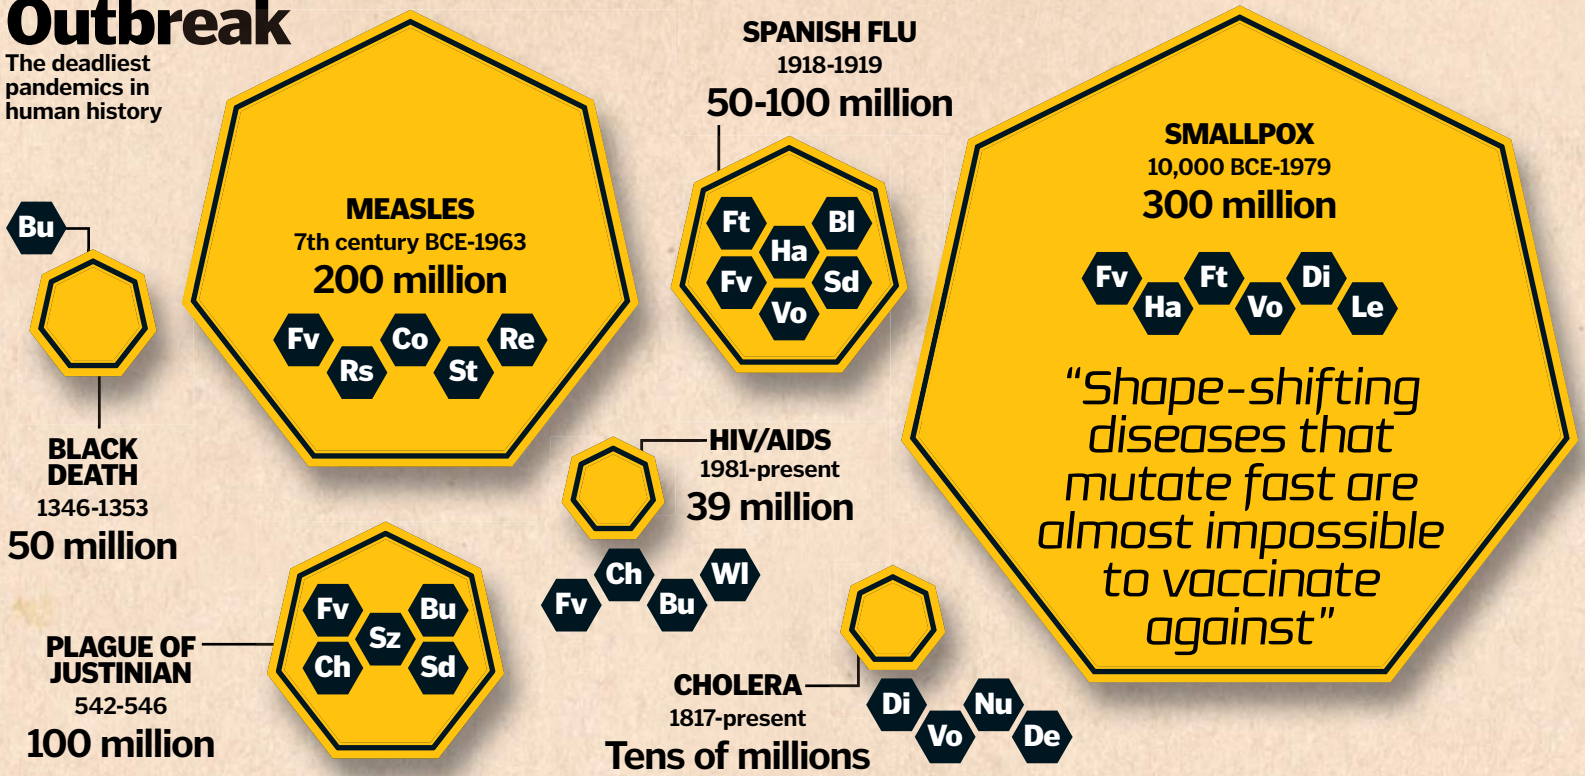 Outbreak
The deadliest
pandemics in
human history
Bu
BLACK
DEATH
1346-1353
50 million
MEASLES
7th century BCE-1963
200 million
Fv
Rs
Co
St
Re
SPANISH FLU
1918-1919
50-100 million
Ft
Ha
Bl
Fv
Vo
Sd
SMALLPOX
10,000 BCE-1979
300 million
Fv
Ha
Ft
Vo
Di
Le
“Shape-shifting
diseases that
mutate fast are
almost impossible
to vaccinate
against”
HIV/AIDS
1981-present
39 million
Fv
Ch
Bu
Wl
PLAGUE OF
JUSTINIAN
542-546
100 million
Fv
Sz
Bu
Ch
Sd
CHOLERA
1817-present
Tens of millions
Di
Vo
Nu
De